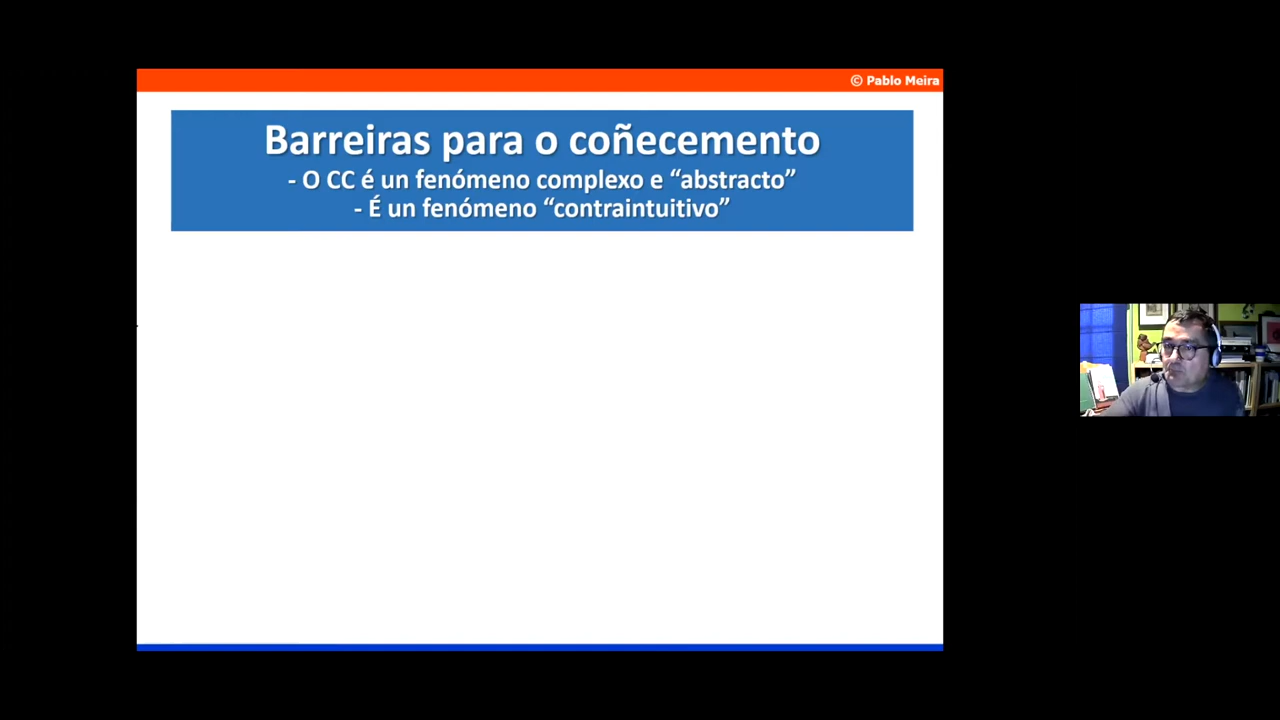 © Pablo Meira
Barreiras para o coñecemento
- O CC é un fenómeno complexo e “abstracto”
- É un fenómeno “contraintuitivo”